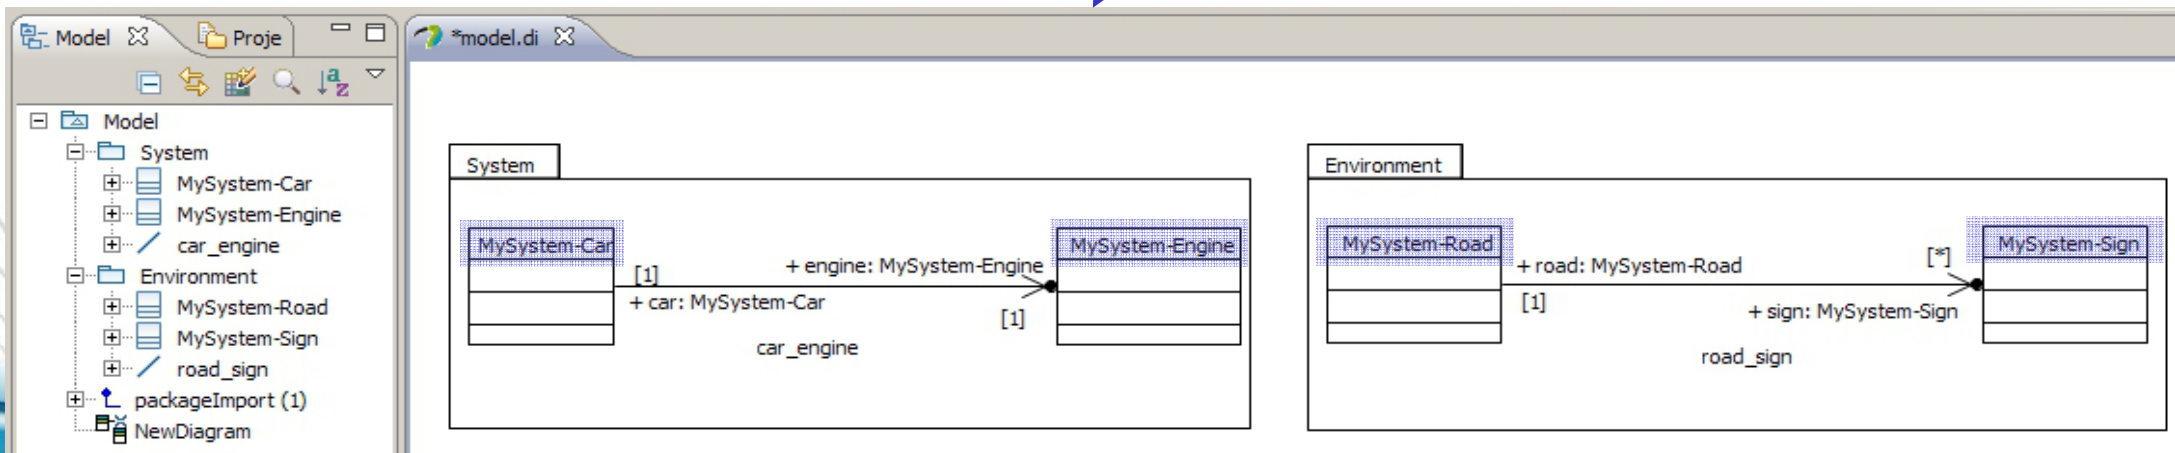 Model
Proje
*model.di
Model
System
MySystem-Car
MySystem-Engine
car_engine
Environment
MySystem-Road
MySystem-Sign
road_sign
packageImport (1)
NewDiagram
System
MySystem-Car
MySystem-Engine
+ engine: MySystem-Engine
[1]
+ car: MySystem-Car
[1]
car_engine
Environment
MySystem-Road
MySystem-Sign
+ road: MySystem-Road
[*]
[1]
+ sign: MySystem-Sign
road_sign